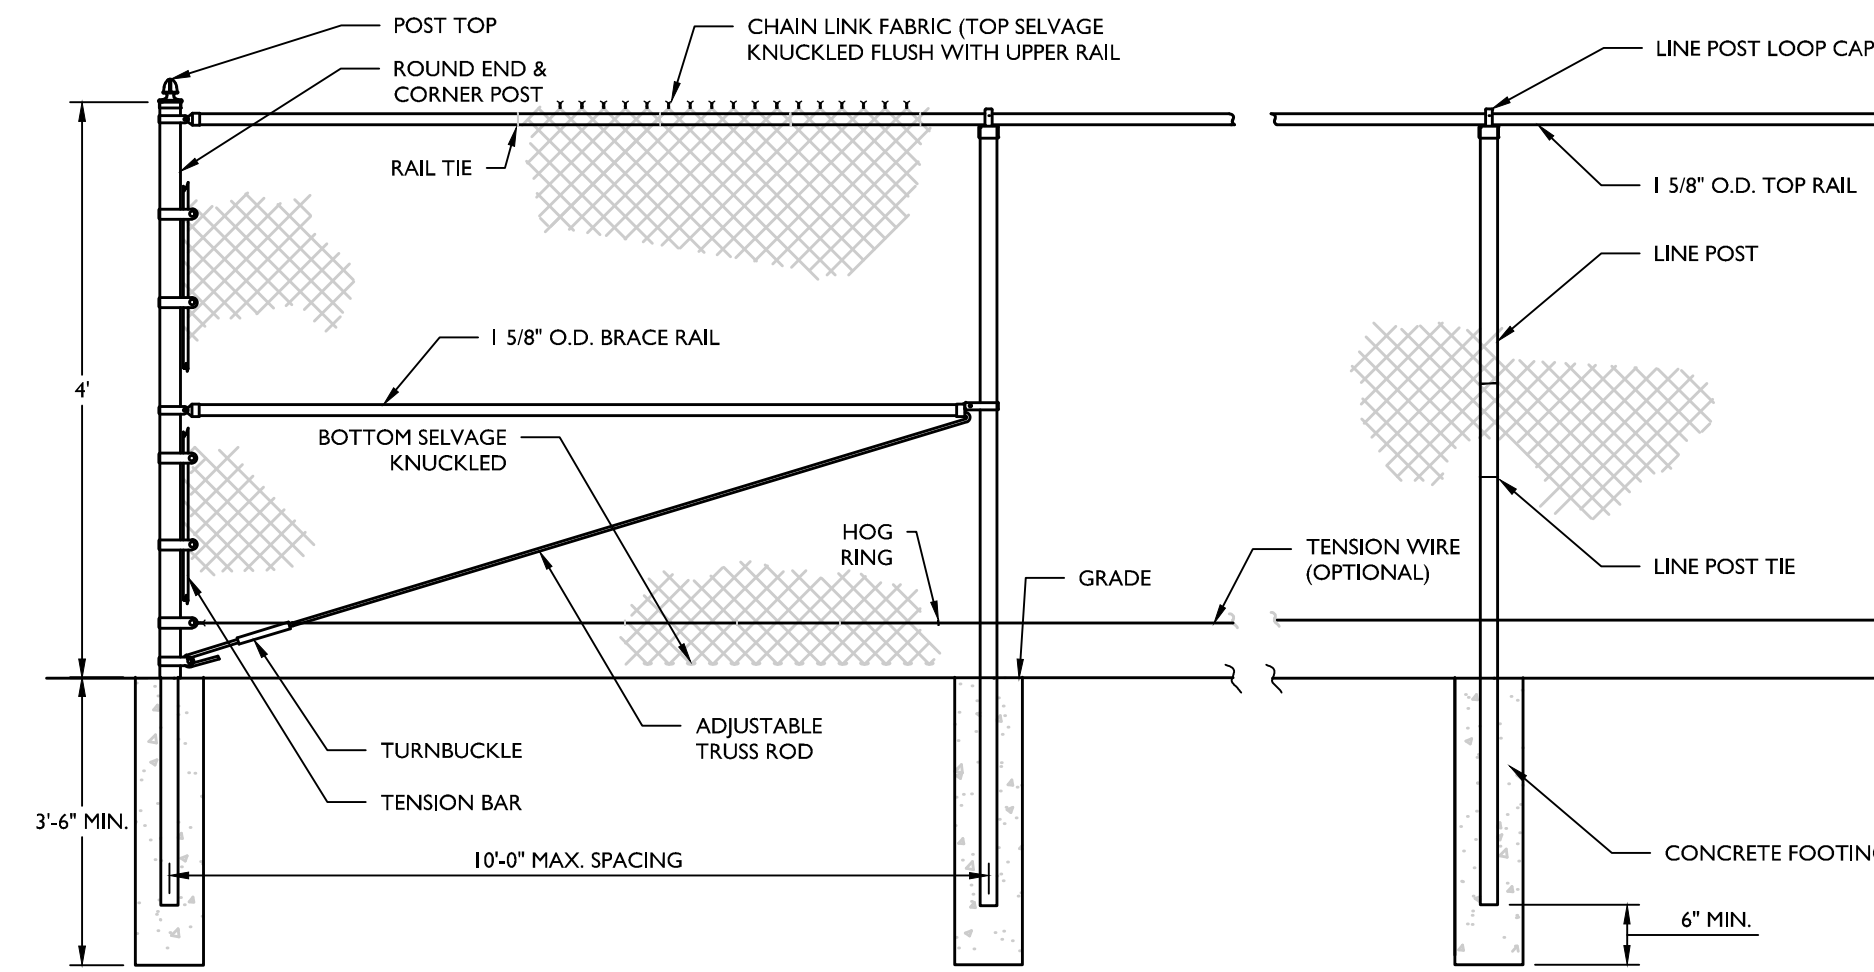 POST TOP
ROUND END &
CORNER POST
CHAIN LINK FABRIC (TOP SELVAGE
KNUCKLED FLUSH WITH UPPER RAIL
LINE POST LOOP CAP
RAIL TIE
1 5/8" O.D. TOP RAIL
LINE POST
1 5/8" O.D. BRACE RAIL
4'
BOTTOM SELVAGE
KNUCKLED
HOG
RING
TENSION WIRE
(OPTIONAL)
GRADE
LINE POST TIE
ADJUSTABLE
TRUSS ROD
TURNBUCKLE
TENSION BAR
3'-6" MIN.
10'-0" MAX. SPACING
CONCRETE FOOTING
6" MIN.